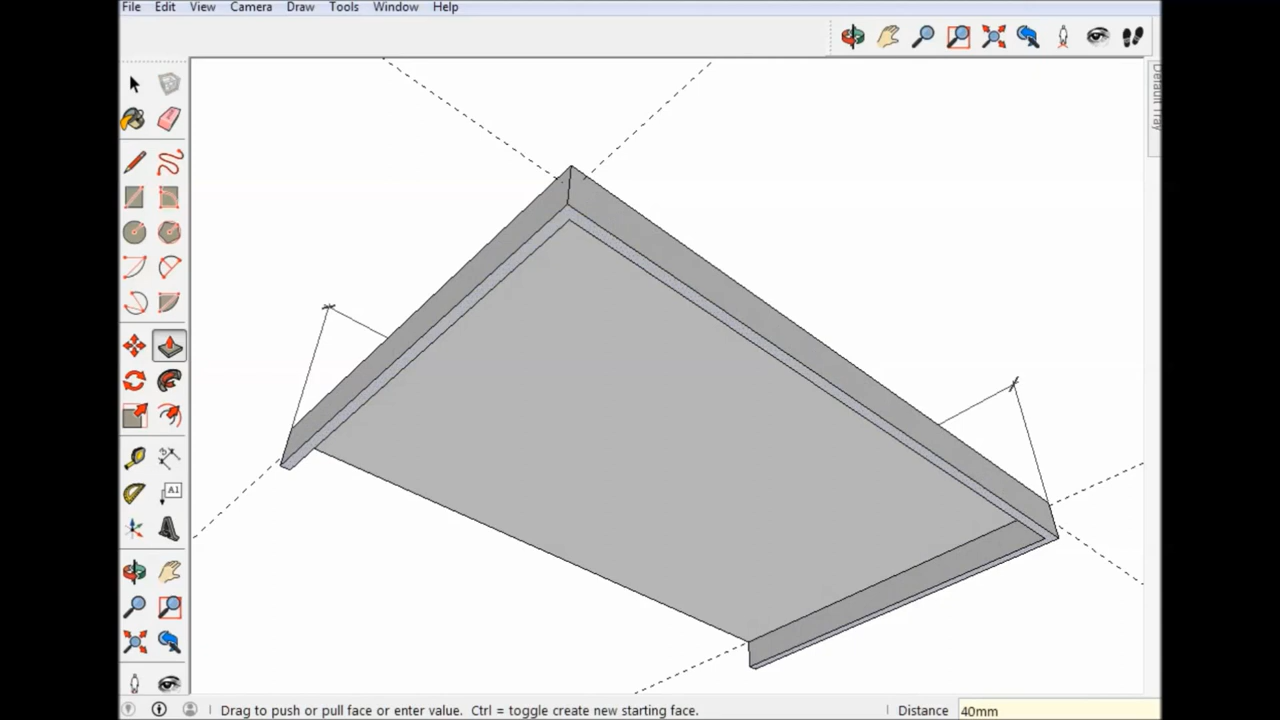 File Edit View Camera Draw Tools Window Help
Default Tray
A1
Drag to push or pull face or enter value. Ctrl = toggle create new starting face. Distance 40mm